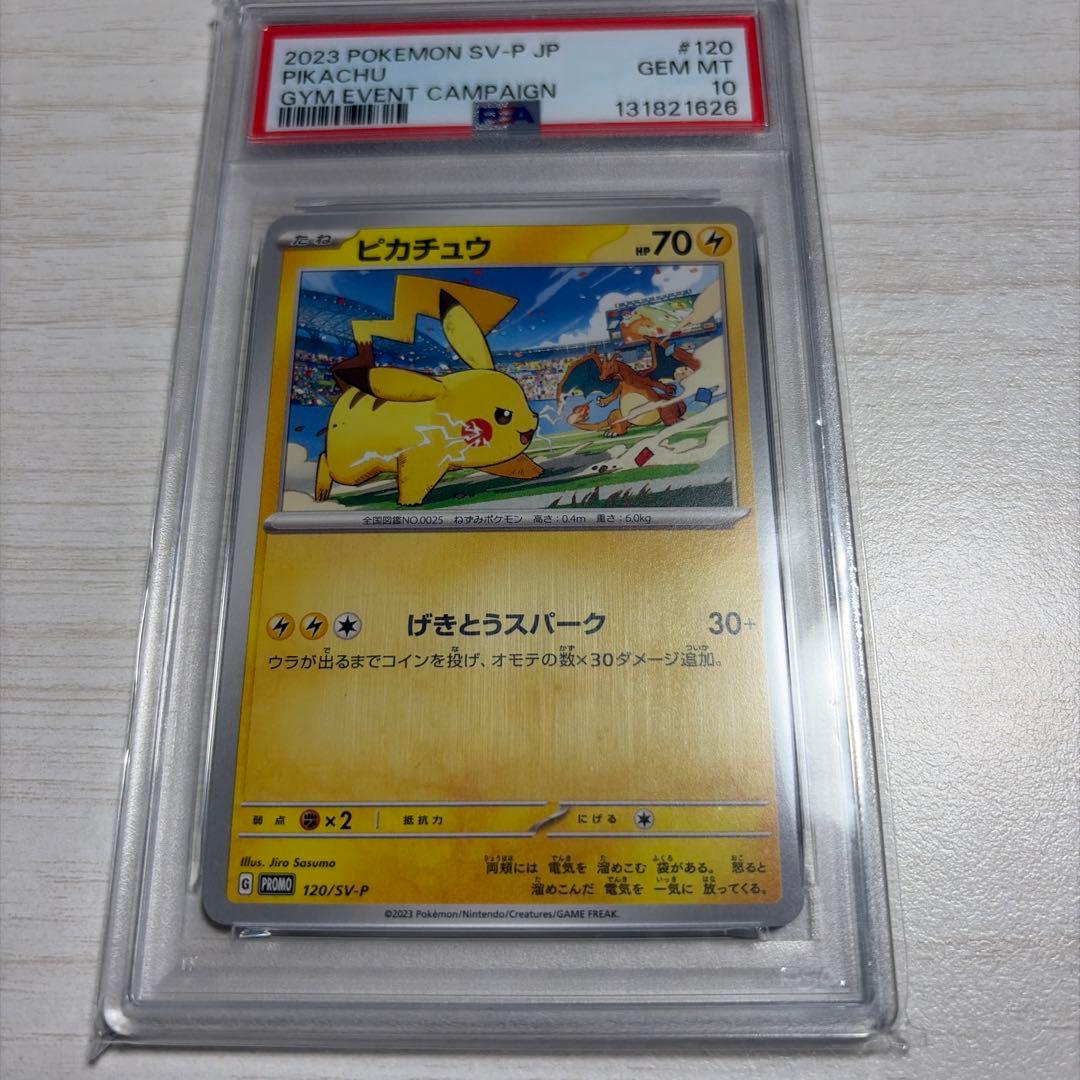 2023 POKEMON SV-P JP #120
PIKACHU GEM MT
GYM EVENT CAMPAIGN 10
PSA 131821626
たね ピカチュウ HP70
全国図鑑NO.0025 ねずみポケモン 高さ:0.4m 重さ:6.0kg
げきとうスパーク 30+
ウラが出るまでコインを投げ、オモテの数×30ダメージ追加。
弱点 ×2 抵抗力 にげる
Illus. Jiro Sasumo
両頬には 電気を 溜めこむ 袋がある。 怒ると
溜めこんだ 電気を 一気に 放ってくる。
G PROMO 120/SV-P
©2023 Pokémon/Nintendo/Creatures/GAME FREAK.